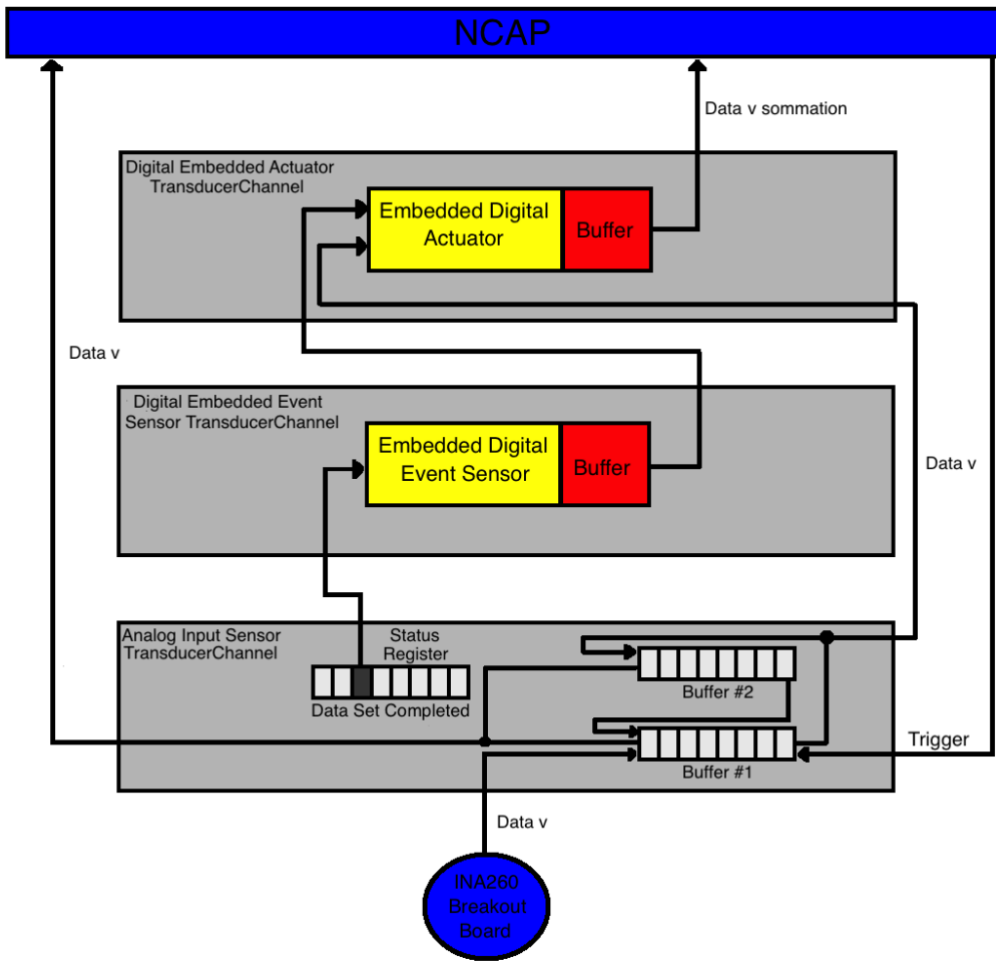 NCAP
Data v sommation
Digital Embedded Actuator
TransducerChannel
Embedded Digital
Actuator
Buffer
Data v
Digital Embedded Event
Sensor TransducerChannel
Embedded Digital
Event Sensor
Buffer
Data v
Analog Input Sensor
TransducerChannel
Status
Register
Data Set Completed
Buffer #2
Buffer #1
Trigger
Data v
INA260
Breakout
Board